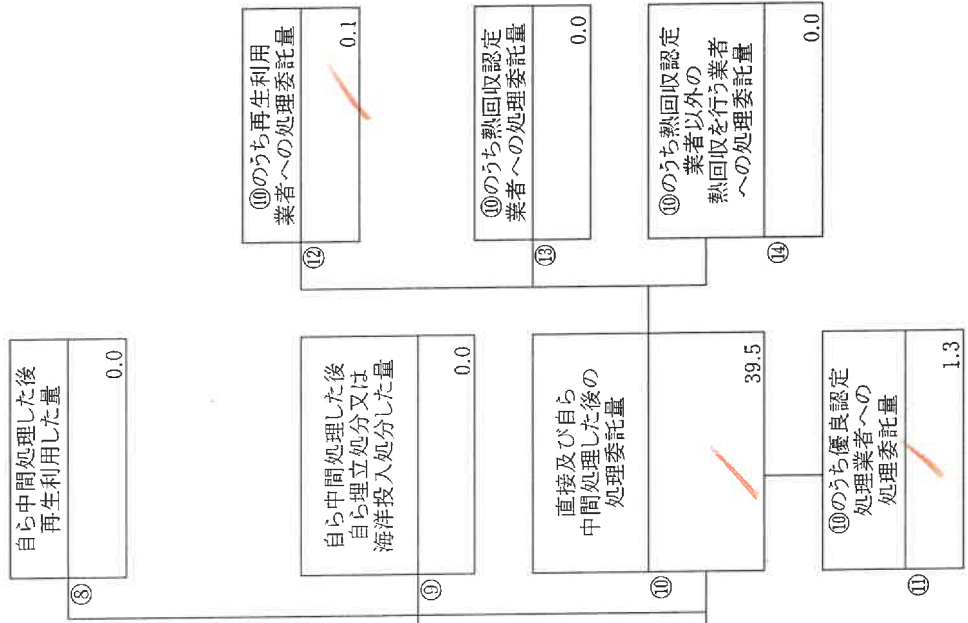 ⑧
自ら中間処理した後
再生利用した量
0.0
⑨
自ら中間処理した後
自ら埋立処分又は
海洋投入処分した量
0.0
⑩
直接及び自ら
中間処理した後の
処理委託量
39.5
⑪
⑩のうち優良認定
処理業者への
処理委託量
1.3
⑫
⑩のうち再生利用
業者への処理委託量
0.1
⑬
⑩のうち熱回収認定
業者への処理委託量
0.0
⑭
⑩のうち熱回収認定
業者以外の
熱回収を行う業者
への処理委託量
0.0